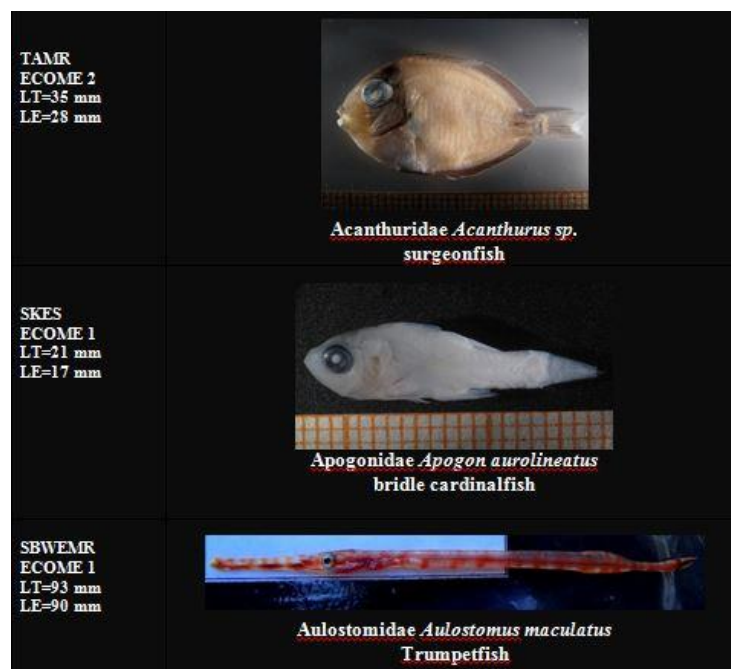 TAMR
ECOME 2
LT=35 mm
LE=28 mm
Acanthuridae Acanthurus sp.
surgeonfish
SKES
ECOME 1
LT=21 mm
LE=17 mm
Apogonidae Apogon aurolineatus
bridle cardinalfish
SBWEMR
ECOME 1
LT=93 mm
LE=90 mm
Aulostomidae Aulostomus maculatus
Trumpetfish